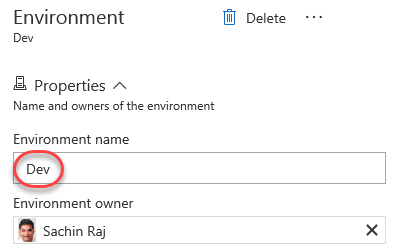 Environment
Delete ...
Dev
Properties
Name and owners of the environment
Environment name
Dev
Environment owner
Sachin Raj